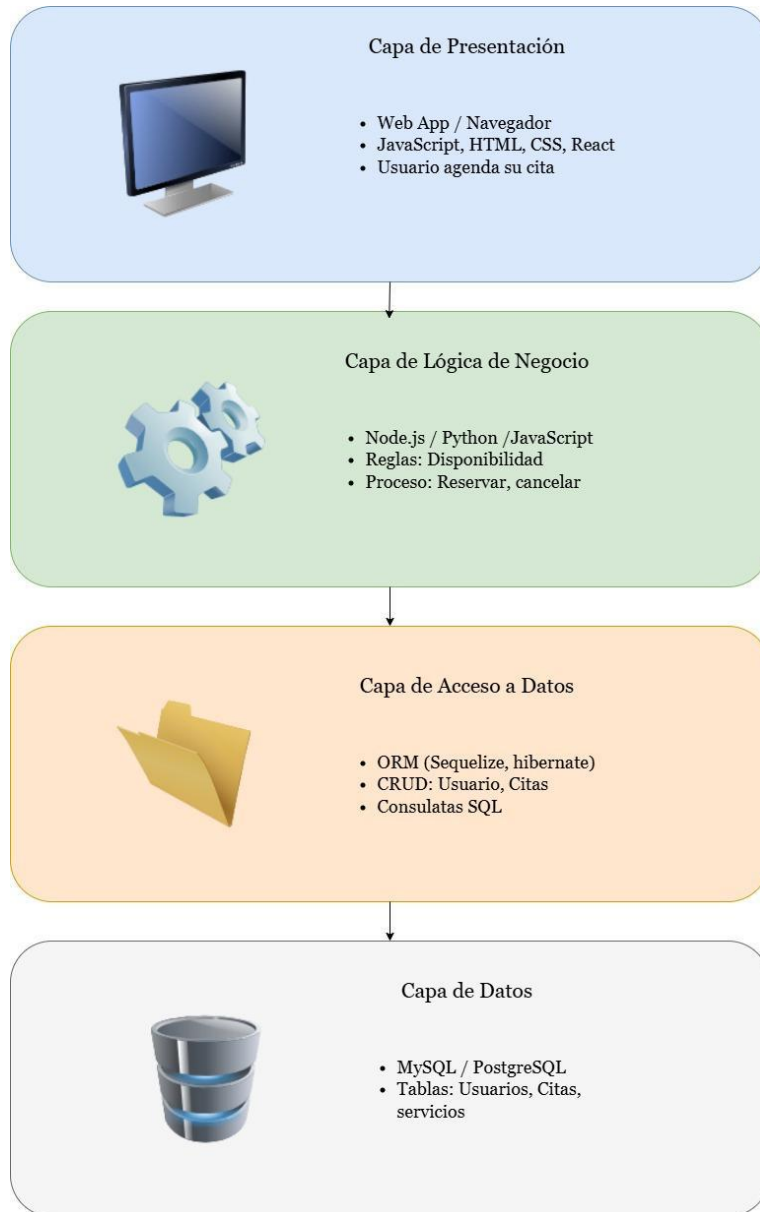 Capa de Presentación
• Web App / Navegador
• JavaScript, HTML, CSS, React
• Usuario agenda su cita
Capa de Lógica de Negocio
• Node.js / Python /JavaScript
• Reglas: Disponibilidad
• Proceso: Reservar, cancelar
Capa de Acceso a Datos
• ORM (Sequelize, hibernate)
• CRUD: Usuario, Citas
• Consulatas SQL
Capa de Datos
• MySQL / PostgreSQL
• Tablas: Usuarios, Citas,
servicios